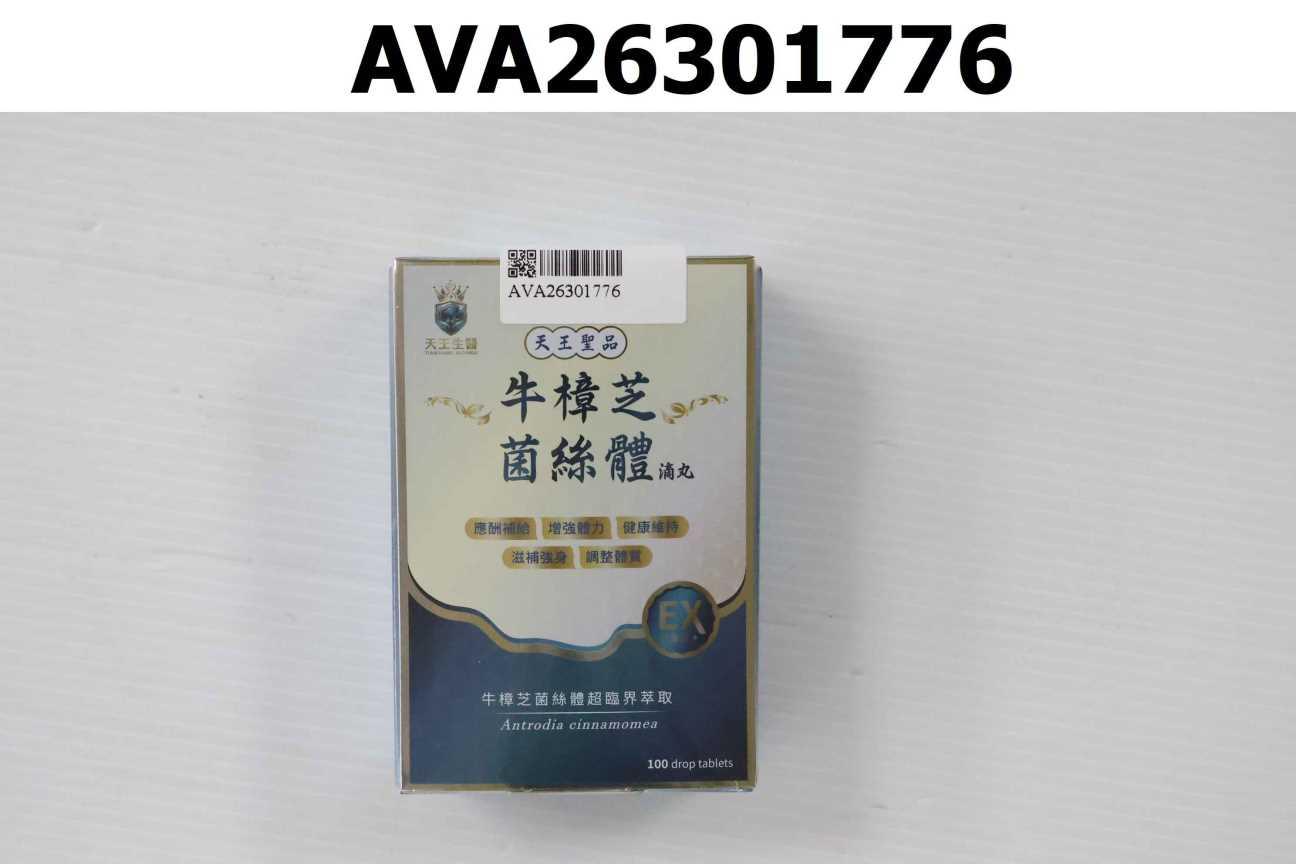 AVA26301776
AVA26301776
天王生醫
天王聖品
牛樟芝
菌絲體滴丸
應酬補給 增強體力 健康維持
滋補強身 調整體質
EX
牛樟芝菌絲體超臨界萃取
Antrodia cinnamomea
100 drop tablets